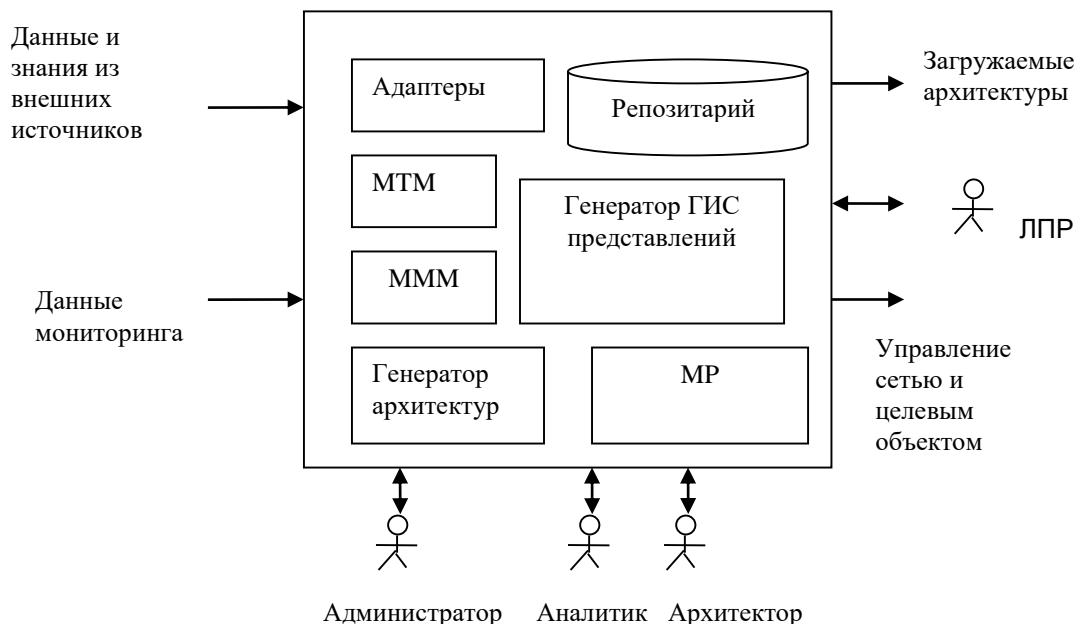 Данные и
знания из
внешних
источников
Данные
мониторинга
Адаптеры
Репозитарий
МТМ
Генератор ГИС
представлений
МММ
Генератор
архитектур
МР
Загружаемые
архитектуры
ЛПР
Управление
сетью и
целевым
объектом
Администратор
Аналитик
Архитектор